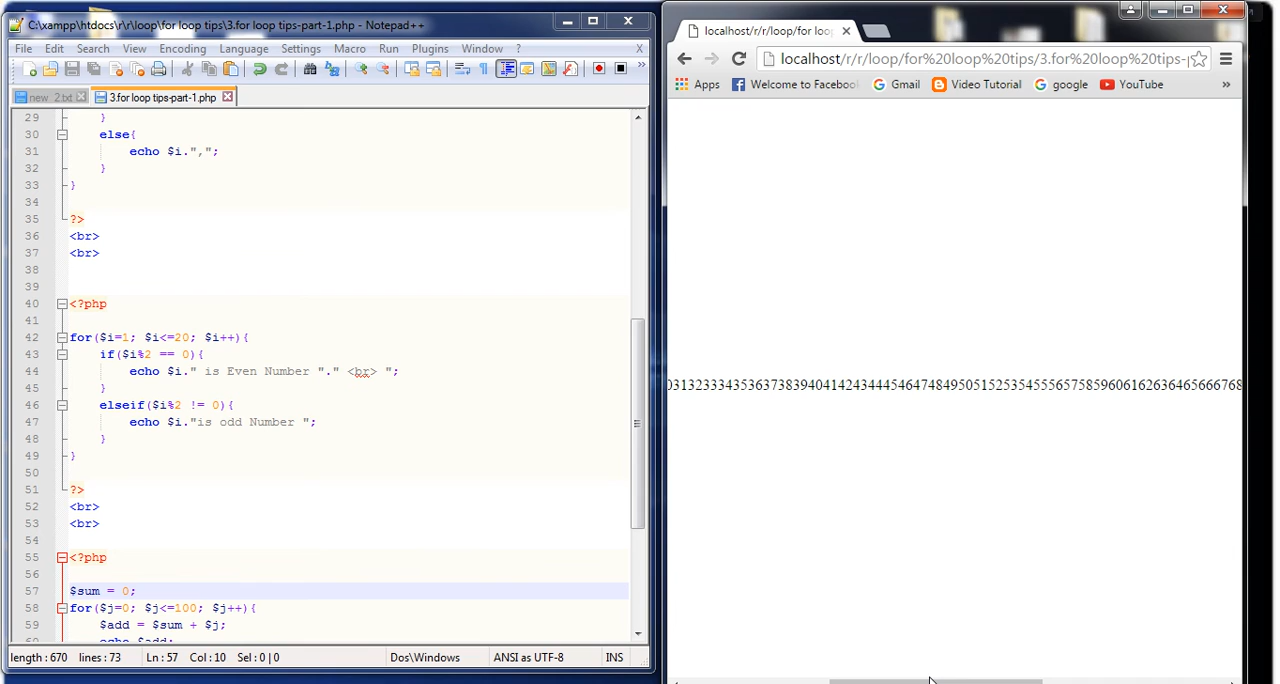 C:\xampp\htdocs\r\r\loop\for loop tips\3.for loop tips-part-1.php - Notepad++
File Edit Search View Encoding Language Settings Macro Run Plugins Window ? X
new 2.txt 3.for loop tips-part-1.php
29 }
30 else{
31 echo $i.",";
32 }
33 }
34
35 ?>
36 <br>
37 <br>
38
39
40 <?php
41
42 for($i=1; $i<=20; $i++){
43 if($i%2 == 0){
44 echo $i." is Even Number "." <br> ";
45 }
46 elseif($i%2 != 0){
47 echo $i."is odd Number ";
48 }
49 }
50
51 ?>
52 <br>
53 <br>
54
55 <?php
56
57 $sum = 0;
58 for($j=0; $j<=100; $j++){
59 $add = $sum + $j;
60 echo $add;
length : 670 lines : 73 Ln : 57 Col : 10 Sel : 0 | 0 Dos\Windows ANSI as UTF-8 INS
localhost/r/r/loop/for loo
localhost/r/r/loop/for%20loop%20tips/3.for%20loop%20tips-p
Apps Welcome to Facebook Gmail Video Tutorial google YouTube »
031323334353637383940414243444546474849505152535455565758596061626364656667 68